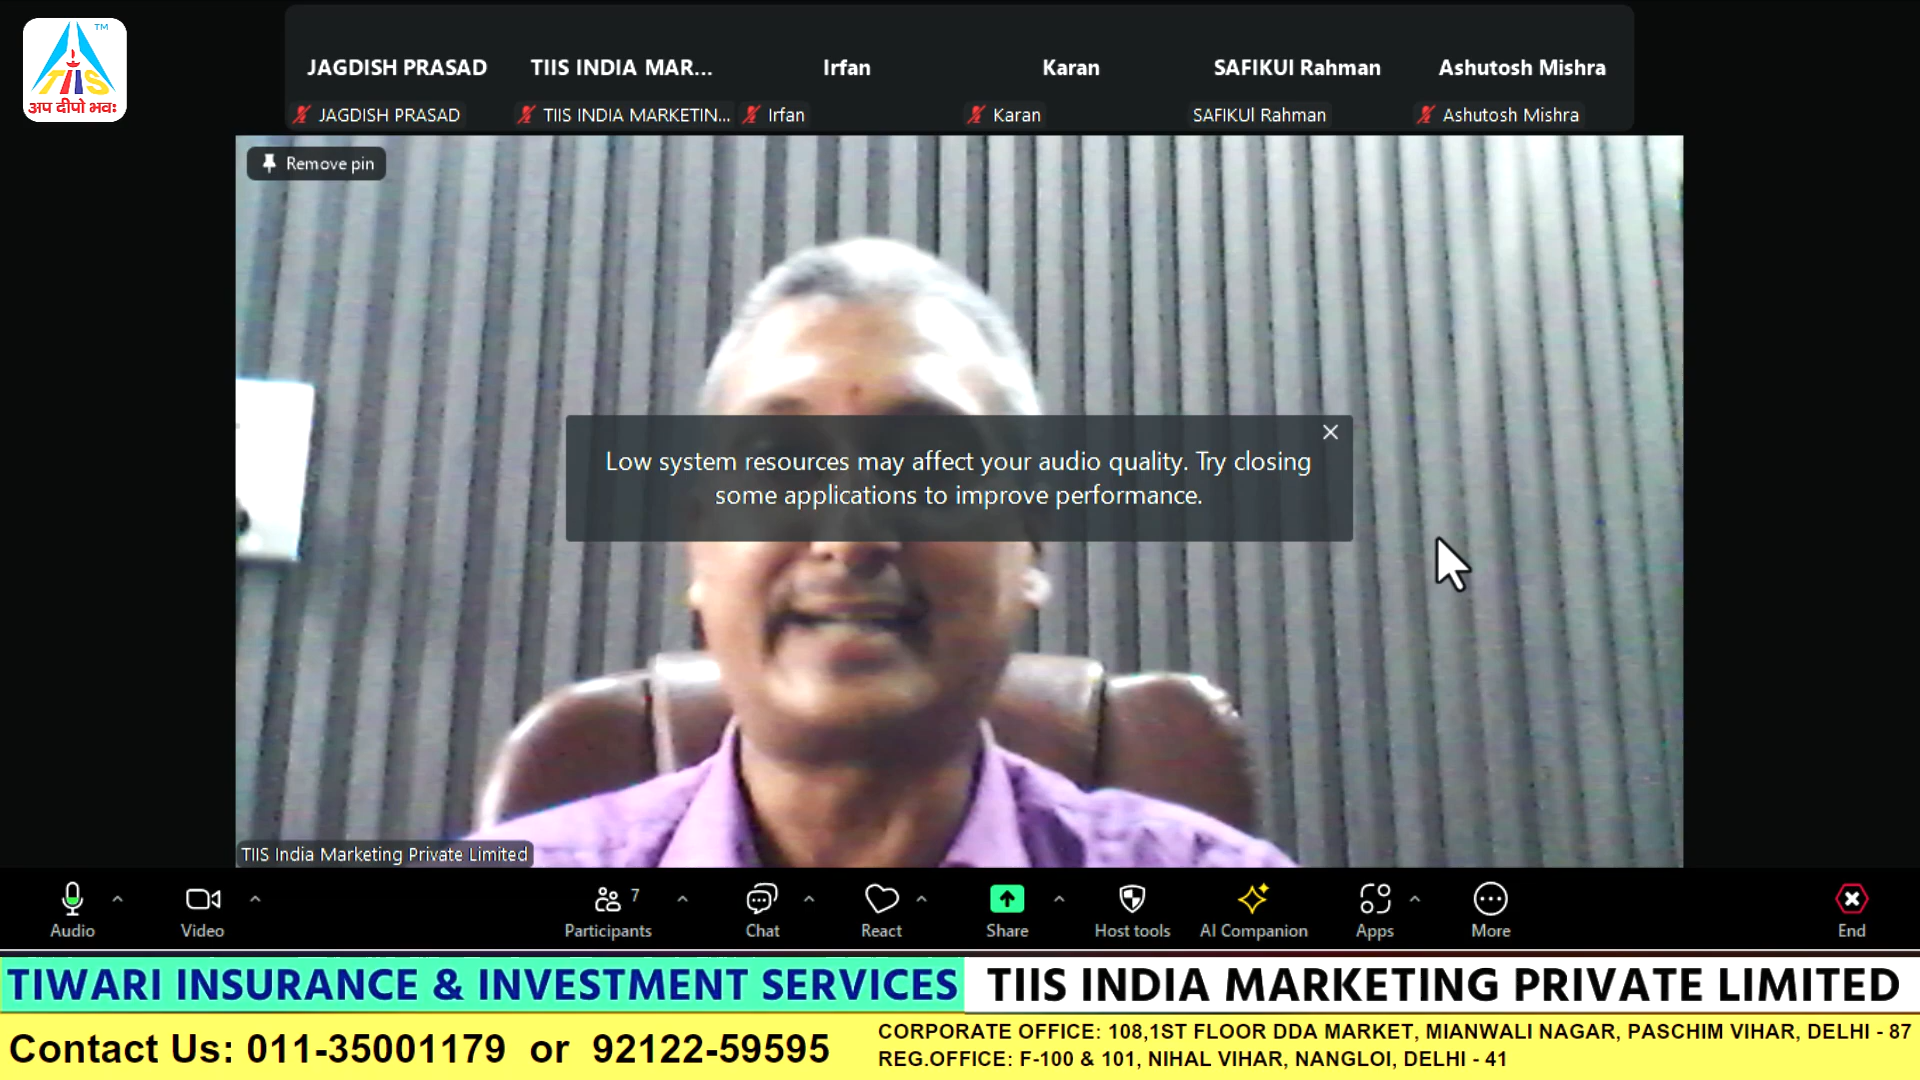 TM
TIIS
अप दीपो भवः
JAGDISH PRASAD
TIIS INDIA MAR...
Irfan
Karan
SAFIKUl Rahman
Ashutosh Mishra
JAGDISH PRASAD
TIIS INDIA MARKETIN...
Irfan
Karan
SAFIKUl Rahman
Ashutosh Mishra
Remove pin
Low system resources may affect your audio quality. Try closing
some applications to improve performance.
TIIS India Marketing Private Limited
Audio
Video
7
Participants
Chat
React
Share
Host tools
AI Companion
Apps
More
End
TIWARI INSURANCE & INVESTMENT SERVICES
TIIS INDIA MARKETING PRIVATE LIMITED
Contact Us: 011-35001179 or 92122-59595
CORPORATE OFFICE: 108,1ST FLOOR DDA MARKET, MIANWALI NAGAR, PASCHIM VIHAR, DELHI - 87
REG.OFFICE: F-100 & 101, NIHAL VIHAR, NANGLOI, DELHI - 41